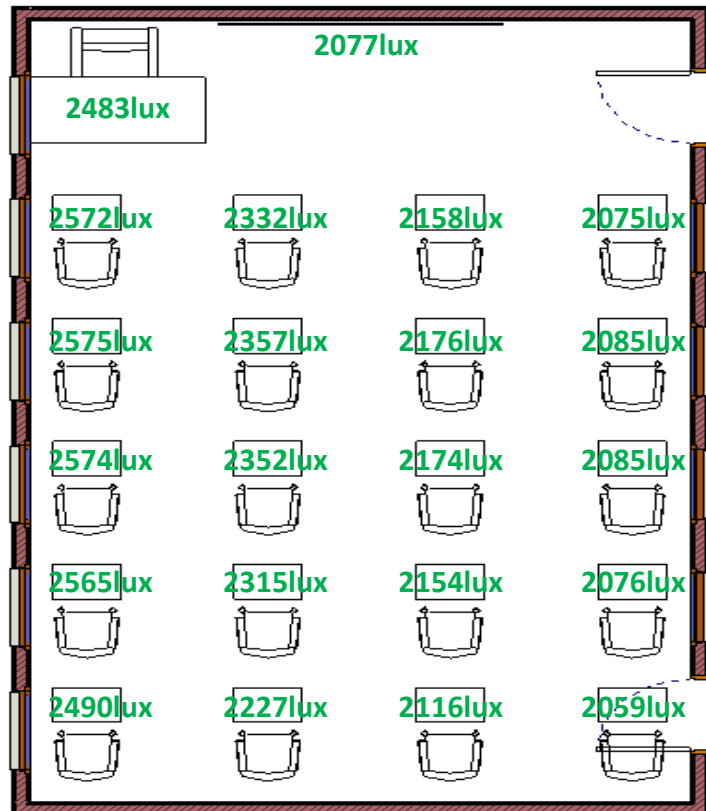 2077lux
2483lux
2572lux 2332lux 2158lux 2075lux
2575lux 2357lux 2176lux 2085lux
2574lux 2352lux 2174lux 2085lux
2565lux 2315lux 2154lux 2076lux
2490lux 2227lux 2116lux 2059lux